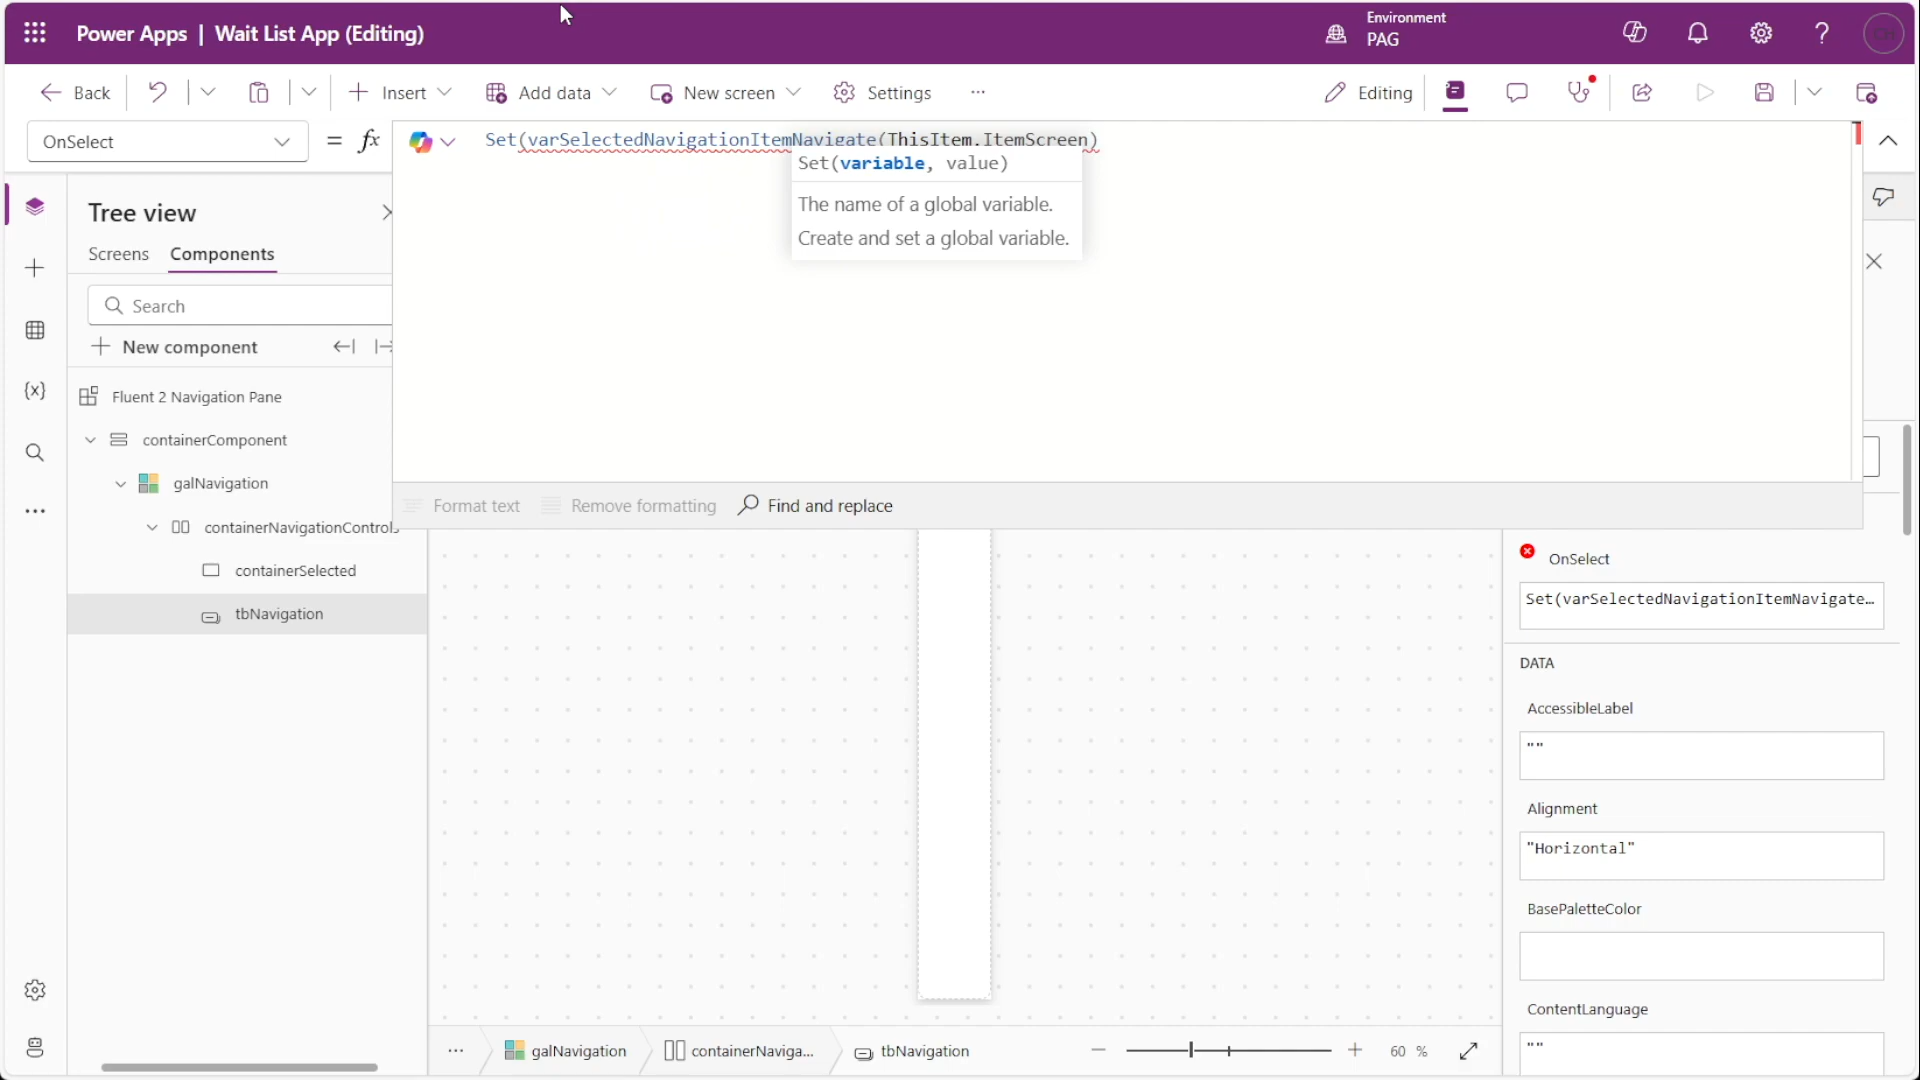 Power Apps | Wait List App (Editing)
Environment
PAG
Back
Insert
Add data
New screen
Settings
Editing
OnSelect
= fx
Set(varSelectedNavigationItemNavigate(ThisItem.ItemScreen)
Set(variable, value)
The name of a global variable.
Create and set a global variable.
Tree view
Screens
Components
Search
New component
Fluent 2 Navigation Pane
containerComponent
galNavigation
containerNavigationControls
containerSelected
tbNavigation
Format text
Remove formatting
Find and replace
OnSelect
Set(varSelectedNavigationItemNavigate...
DATA
AccessibleLabel
""
Alignment
"Horizontal"
BasePaletteColor
ContentLanguage
""
galNavigation
containerNaviga...
tbNavigation
60 %